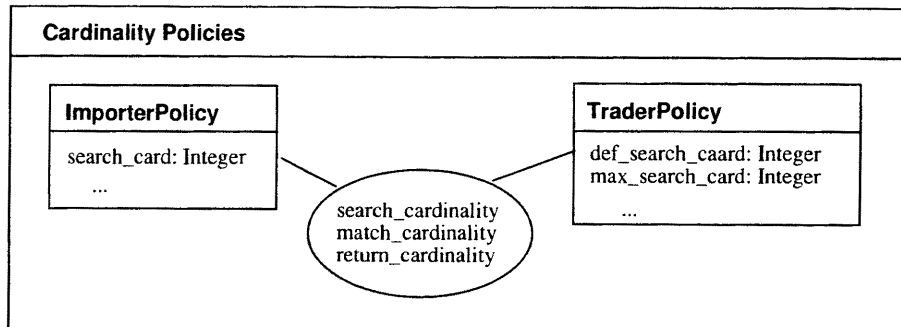 Cardinality Policies
ImporterPolicy
search_card: Integer
...
TraderPolicy
def_search_caard: Integer
max_search_card: Integer
...
search_cardinality
match_cardinality
return_cardinality